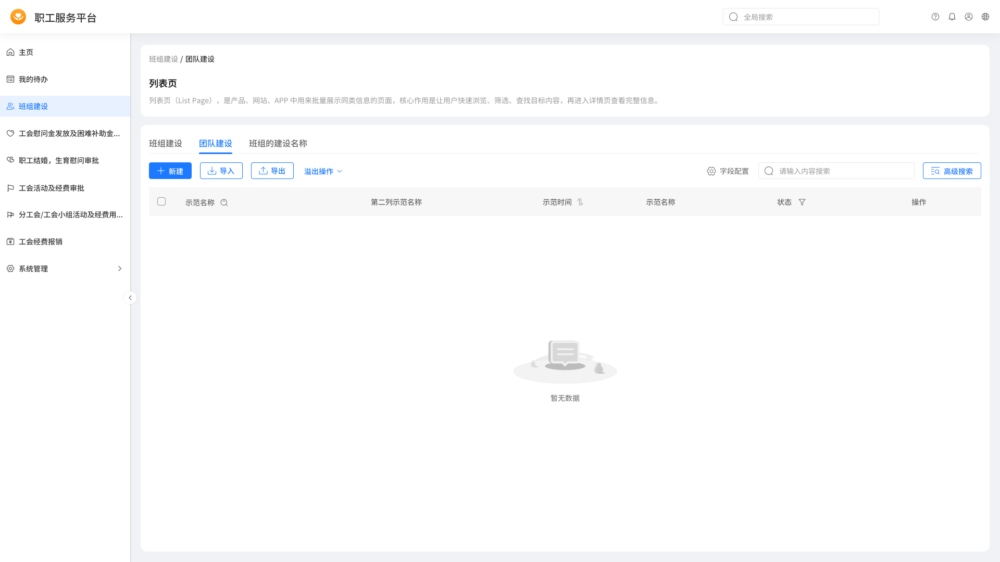 职工服务平台
全局搜索
主页
我的待办
班组建设
工会慰问金发放及困难补助金...
职工结婚，生育慰问审批
工会活动及经费审批
分工会/工会小组活动及经费用...
工会经费报销
系统管理
班组建设 / 团队建设
列表页
列表页（List Page），是产品、网站、APP 中用来批量展示同类信息的页面，核心作用是让用户快速浏览、筛选、查找目标内容，再进入详情页查看完整信息。
班组建设 团队建设 班组的建设名称
新建 导入 导出 溢出操作 字段配置 请输入内容搜索 高级搜索
示范名称 第二列示范名称 示范时间 示范名称 状态 操作
暂无数据